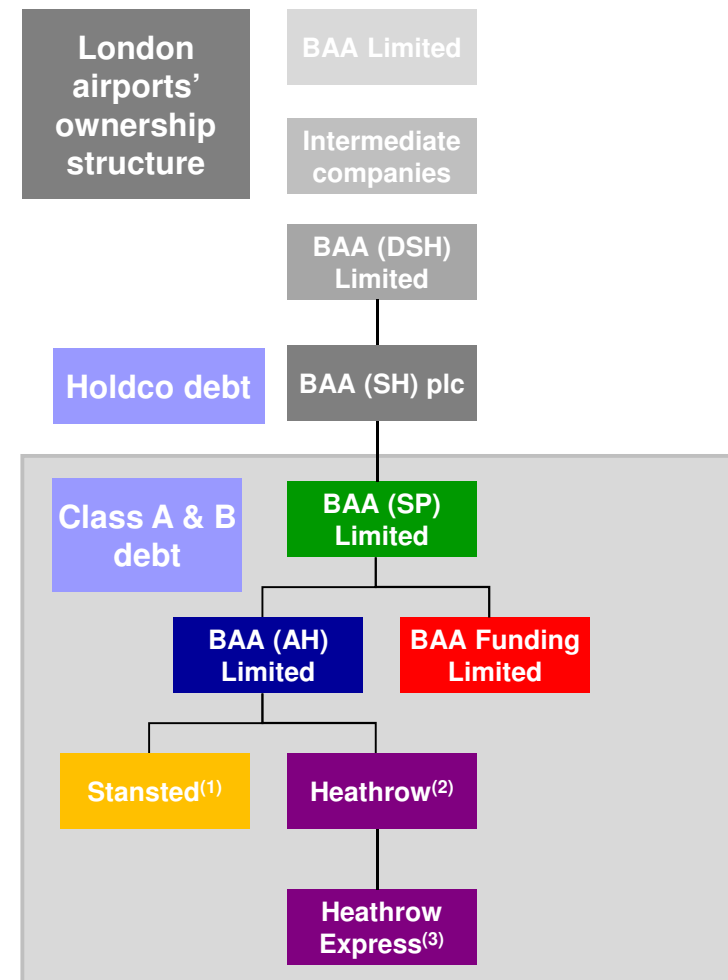 London
airports’
ownership
structure
BAA Limited
Intermediate
companies
BAA (DSH)
Limited
Holdco debt
BAA (SH) plc
Class A & B
debt
BAA (SP)
Limited
BAA (AH)
Limited
BAA Funding
Limited
Stansted(1)
Heathrow(2)
Heathrow
Express(3)